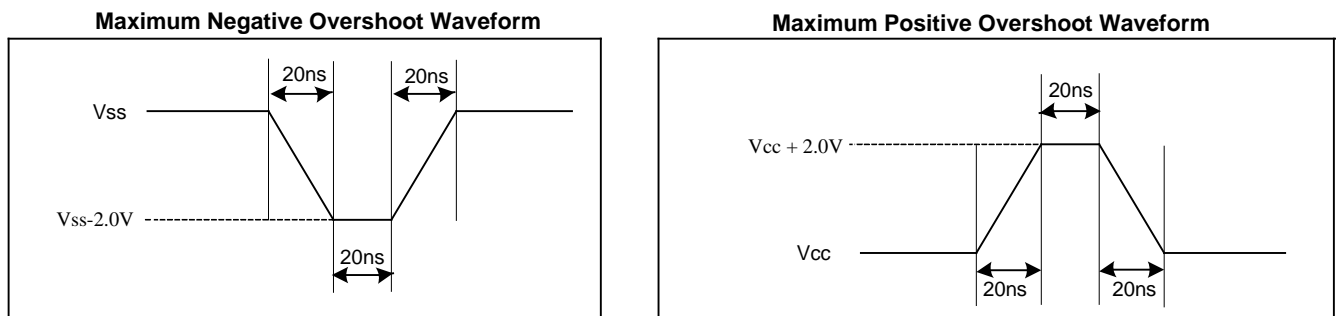 Maximum Negative Overshoot Waveform
20ns 20ns
Vss
Vss-2.0V
20ns
Maximum Positive Overshoot Waveform
20ns
Vcc + 2.0V
Vcc
20ns 20ns